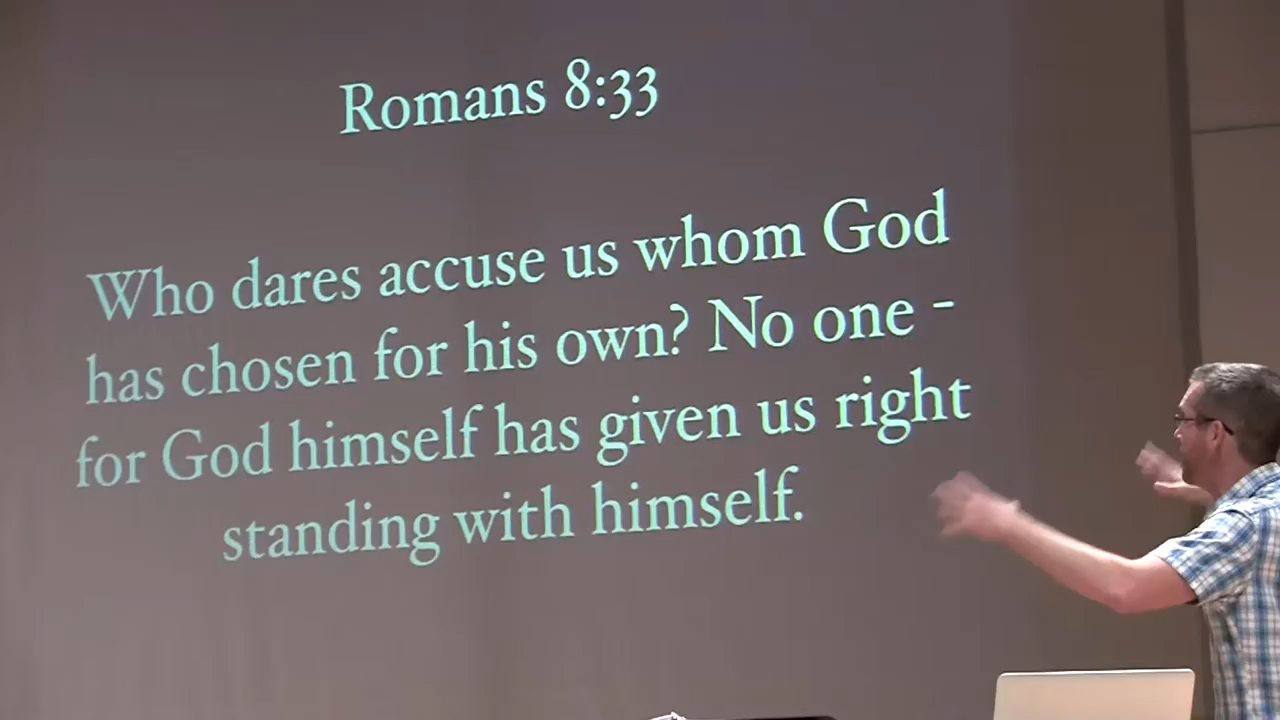 Romans 8:33
Who dares accuse us whom God
has chosen for his own? No one -
for God himself has given us right
standing with himself.